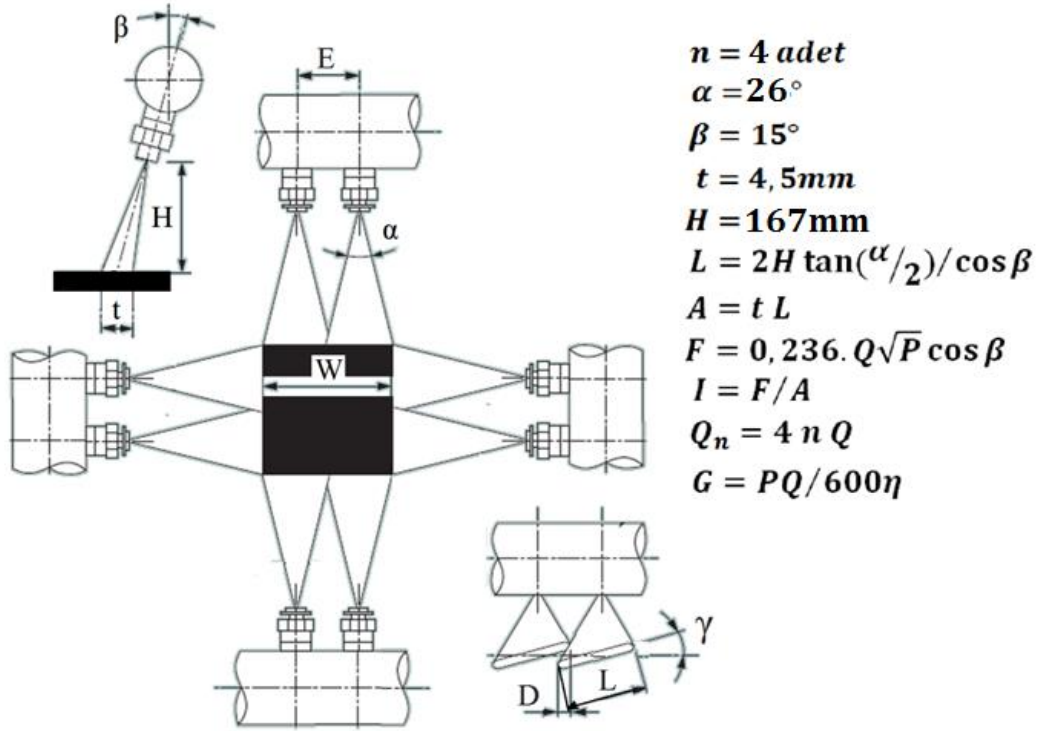 β
E
H
α
t
W
γ
D
L
n = 4 adet
α =26°
β = 15°
t = 4,5mm
H =167mm
L = 2H tan(α/2)/cos β
A = t L
F = 0,236. Q√P cos β
I = F/A
Qₙ = 4 n Q
G = PQ/600η